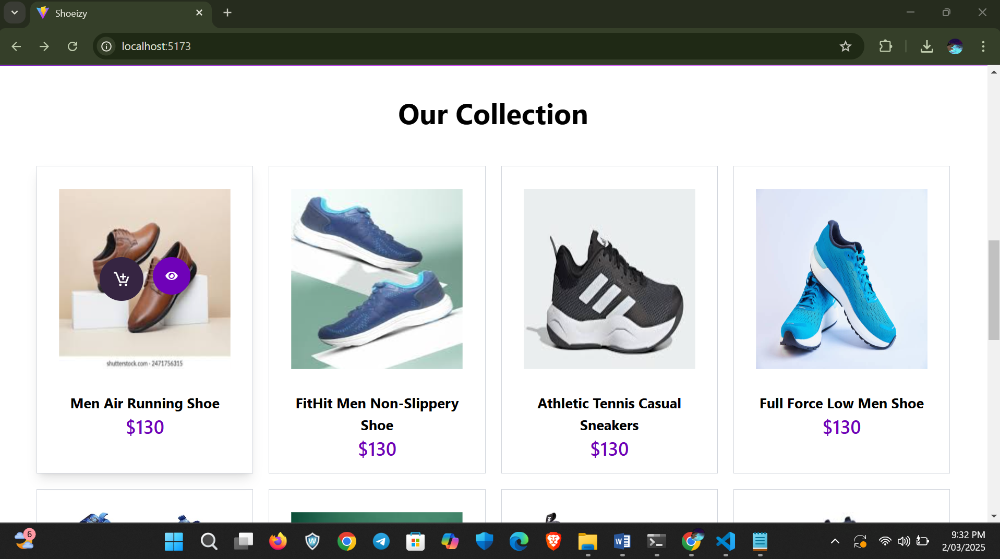 Shoeizy
localhost:5173
Our Collection
shutterstock.com · 2471756315
Men Air Running Shoe
$130
FitHit Men Non-Slippery
Shoe
$130
Athletic Tennis Casual
Sneakers
$130
Full Force Low Men Shoe
$130
6
W
W
9:32 PM
2/03/2025